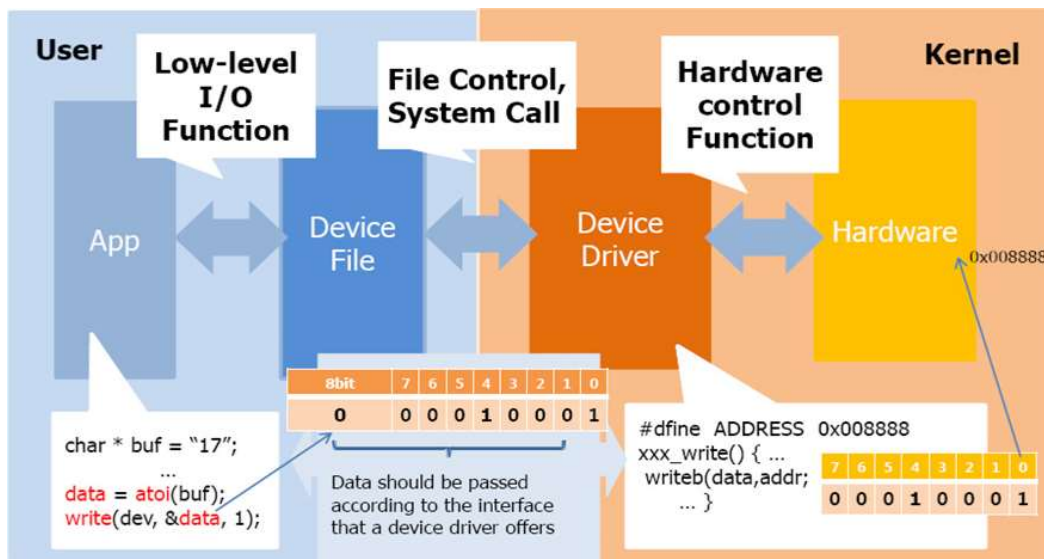 User
Kernel
Low-level
I/O
Function
File Control,
System Call
Hardware
control
Function
App
Device
File
Device
Driver
Hardware
0x008888
8bit 7 6 5 4 3 2 1 0
0 0 0 0 1 0 0 0 1
char * buf = “17”;
...
data = atoi(buf);
write(dev, &data, 1);
Data should be passed
according to the interface
that a device driver offers
#dfine ADDRESS 0x008888
xxx_write() { ...
writeb(data,addr;
... }
7 6 5 4 3 2 1 0
0 0 0 1 0 0 0 1